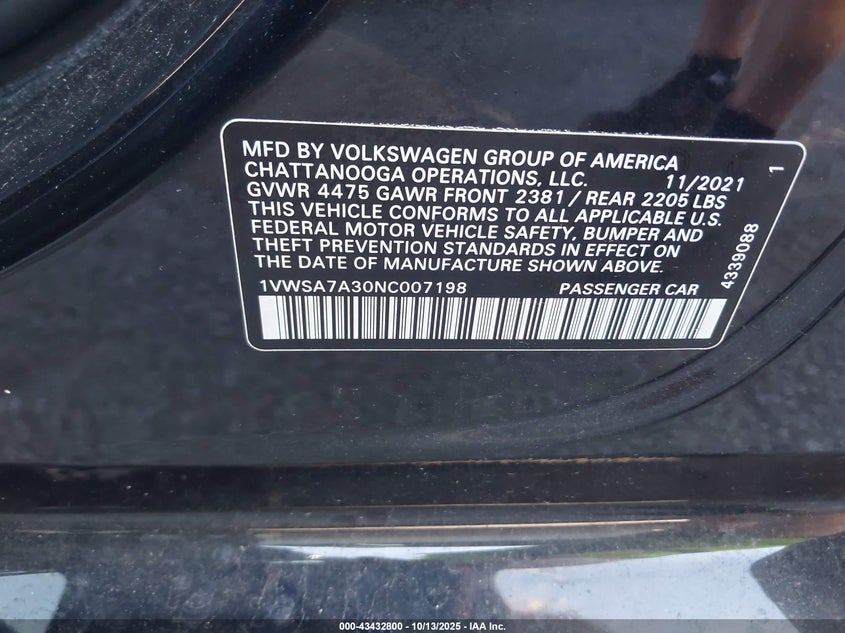 MFD BY VOLKSWAGEN GROUP OF AMERICA
CHATTANOOGA OPERATIONS, LLC. 11/2021
GVWR 4475 GAWR FRONT 2381 / REAR 2205 LBS
THIS VEHICLE CONFORMS TO ALL APPLICABLE U.S.
FEDERAL MOTOR VEHICLE SAFETY, BUMPER AND
THEFT PREVENTION STANDARDS IN EFFECT ON
THE DATE OF MANUFACTURE SHOWN ABOVE.
1VWSA7A30NC007198 PASSENGER CAR
4339088
1
000-43432800 - 10/13/2025 - IAA Inc.